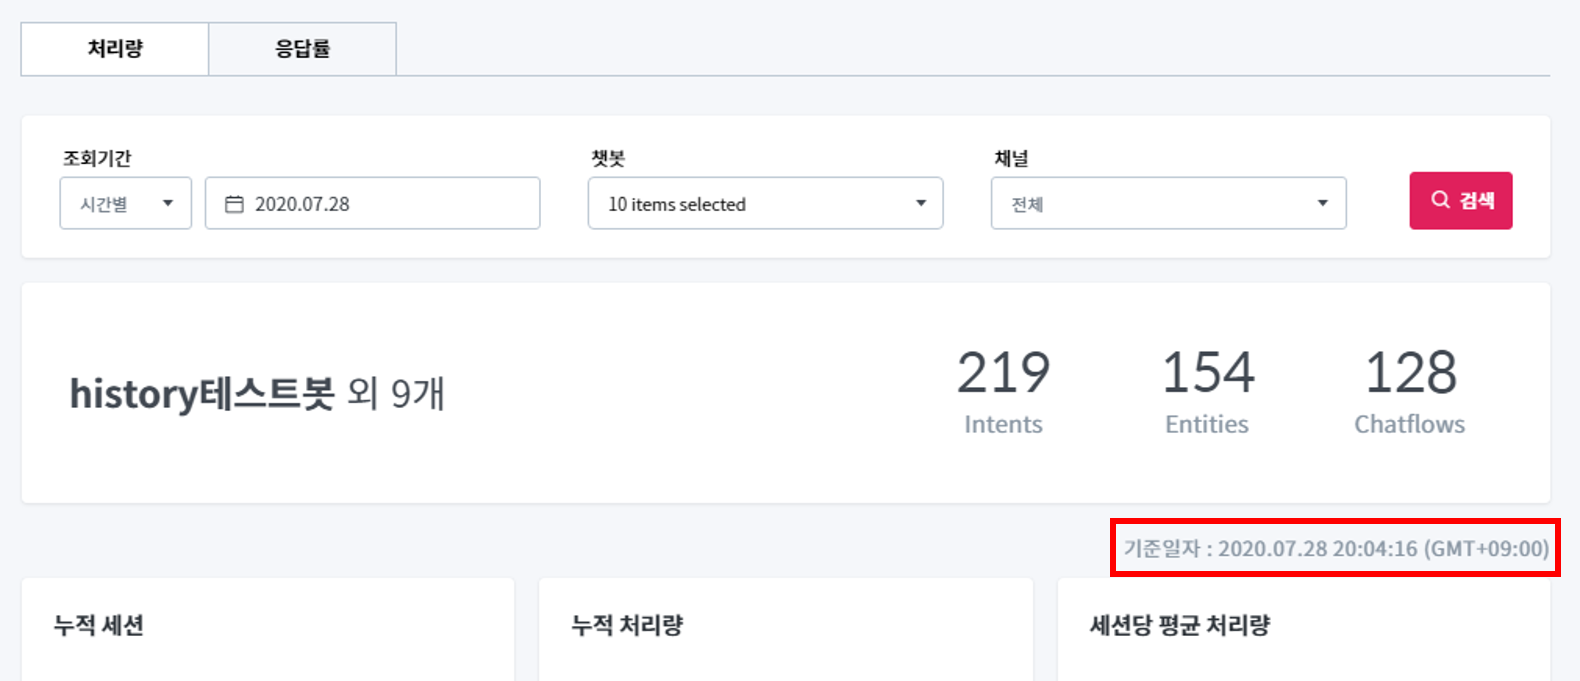 처리량 응답률
조회기간 챗봇 채널
시간별 2020.07.28 10 items selected 전체 검색
219 154 128
history테스트봇 외 9개
Intents Entities Chatflows
기준일자 : 2020.07.28 20:04:16 (GMT+09:00)
누적 세션 누적 처리량 세션당 평균 처리량